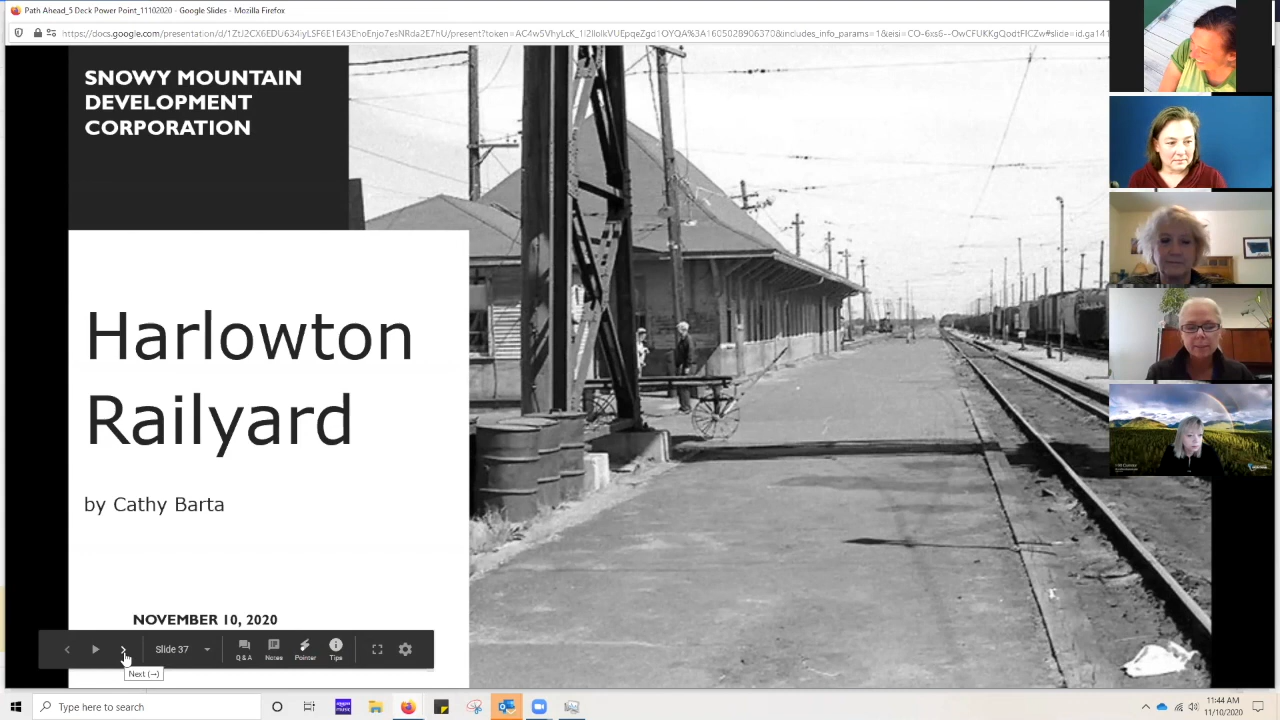 Path Ahead_5 Deck Power Point_11102020 - Google Slides - Mozilla Firefox
SNOWY MOUNTAIN
DEVELOPMENT
CORPORATION
Harlowton
Railyard
by Cathy Barta
NOVEMBER 10, 2020
Slide 37
Q & A
Notes
Pointer
Tips
Next (→)
Type here to search
11:44 AM
11/10/2020